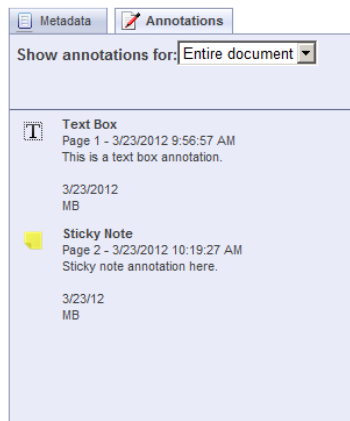 Metadata
Annotations
Show annotations for: Entire document
T
Text Box
Page 1 - 3/23/2012 9:56:57 AM
This is a text box annotation.
3/23/2012
MB
Sticky Note
Page 2 - 3/23/2012 10:19:27 AM
Sticky note annotation here.
3/23/12
MB